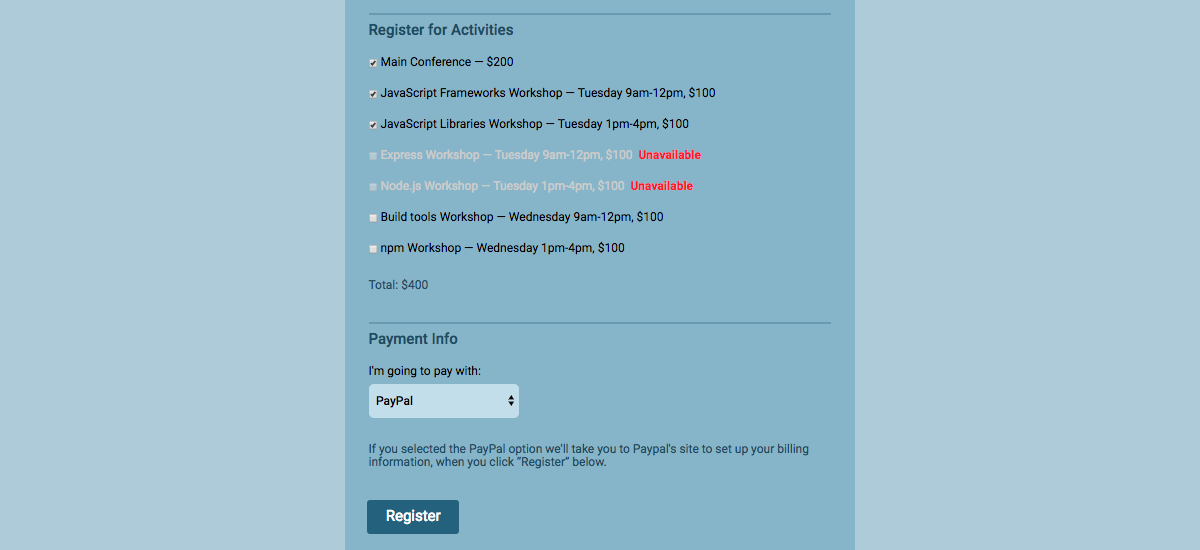 Register for Activities
Main Conference — $200
JavaScript Frameworks Workshop — Tuesday 9am-12pm, $100
JavaScript Libraries Workshop — Tuesday 1pm-4pm, $100
Express Workshop — Tuesday 9am-12pm, $100 Unavailable
Node.js Workshop — Tuesday 1pm-4pm, $100 Unavailable
Build tools Workshop — Wednesday 9am-12pm, $100
npm Workshop — Wednesday 1pm-4pm, $100
Total: $400
Payment Info
I'm going to pay with:
PayPal
If you selected the PayPal option we'll take you to Paypal's site to set up your billing
information, when you click “Register” below.
Register